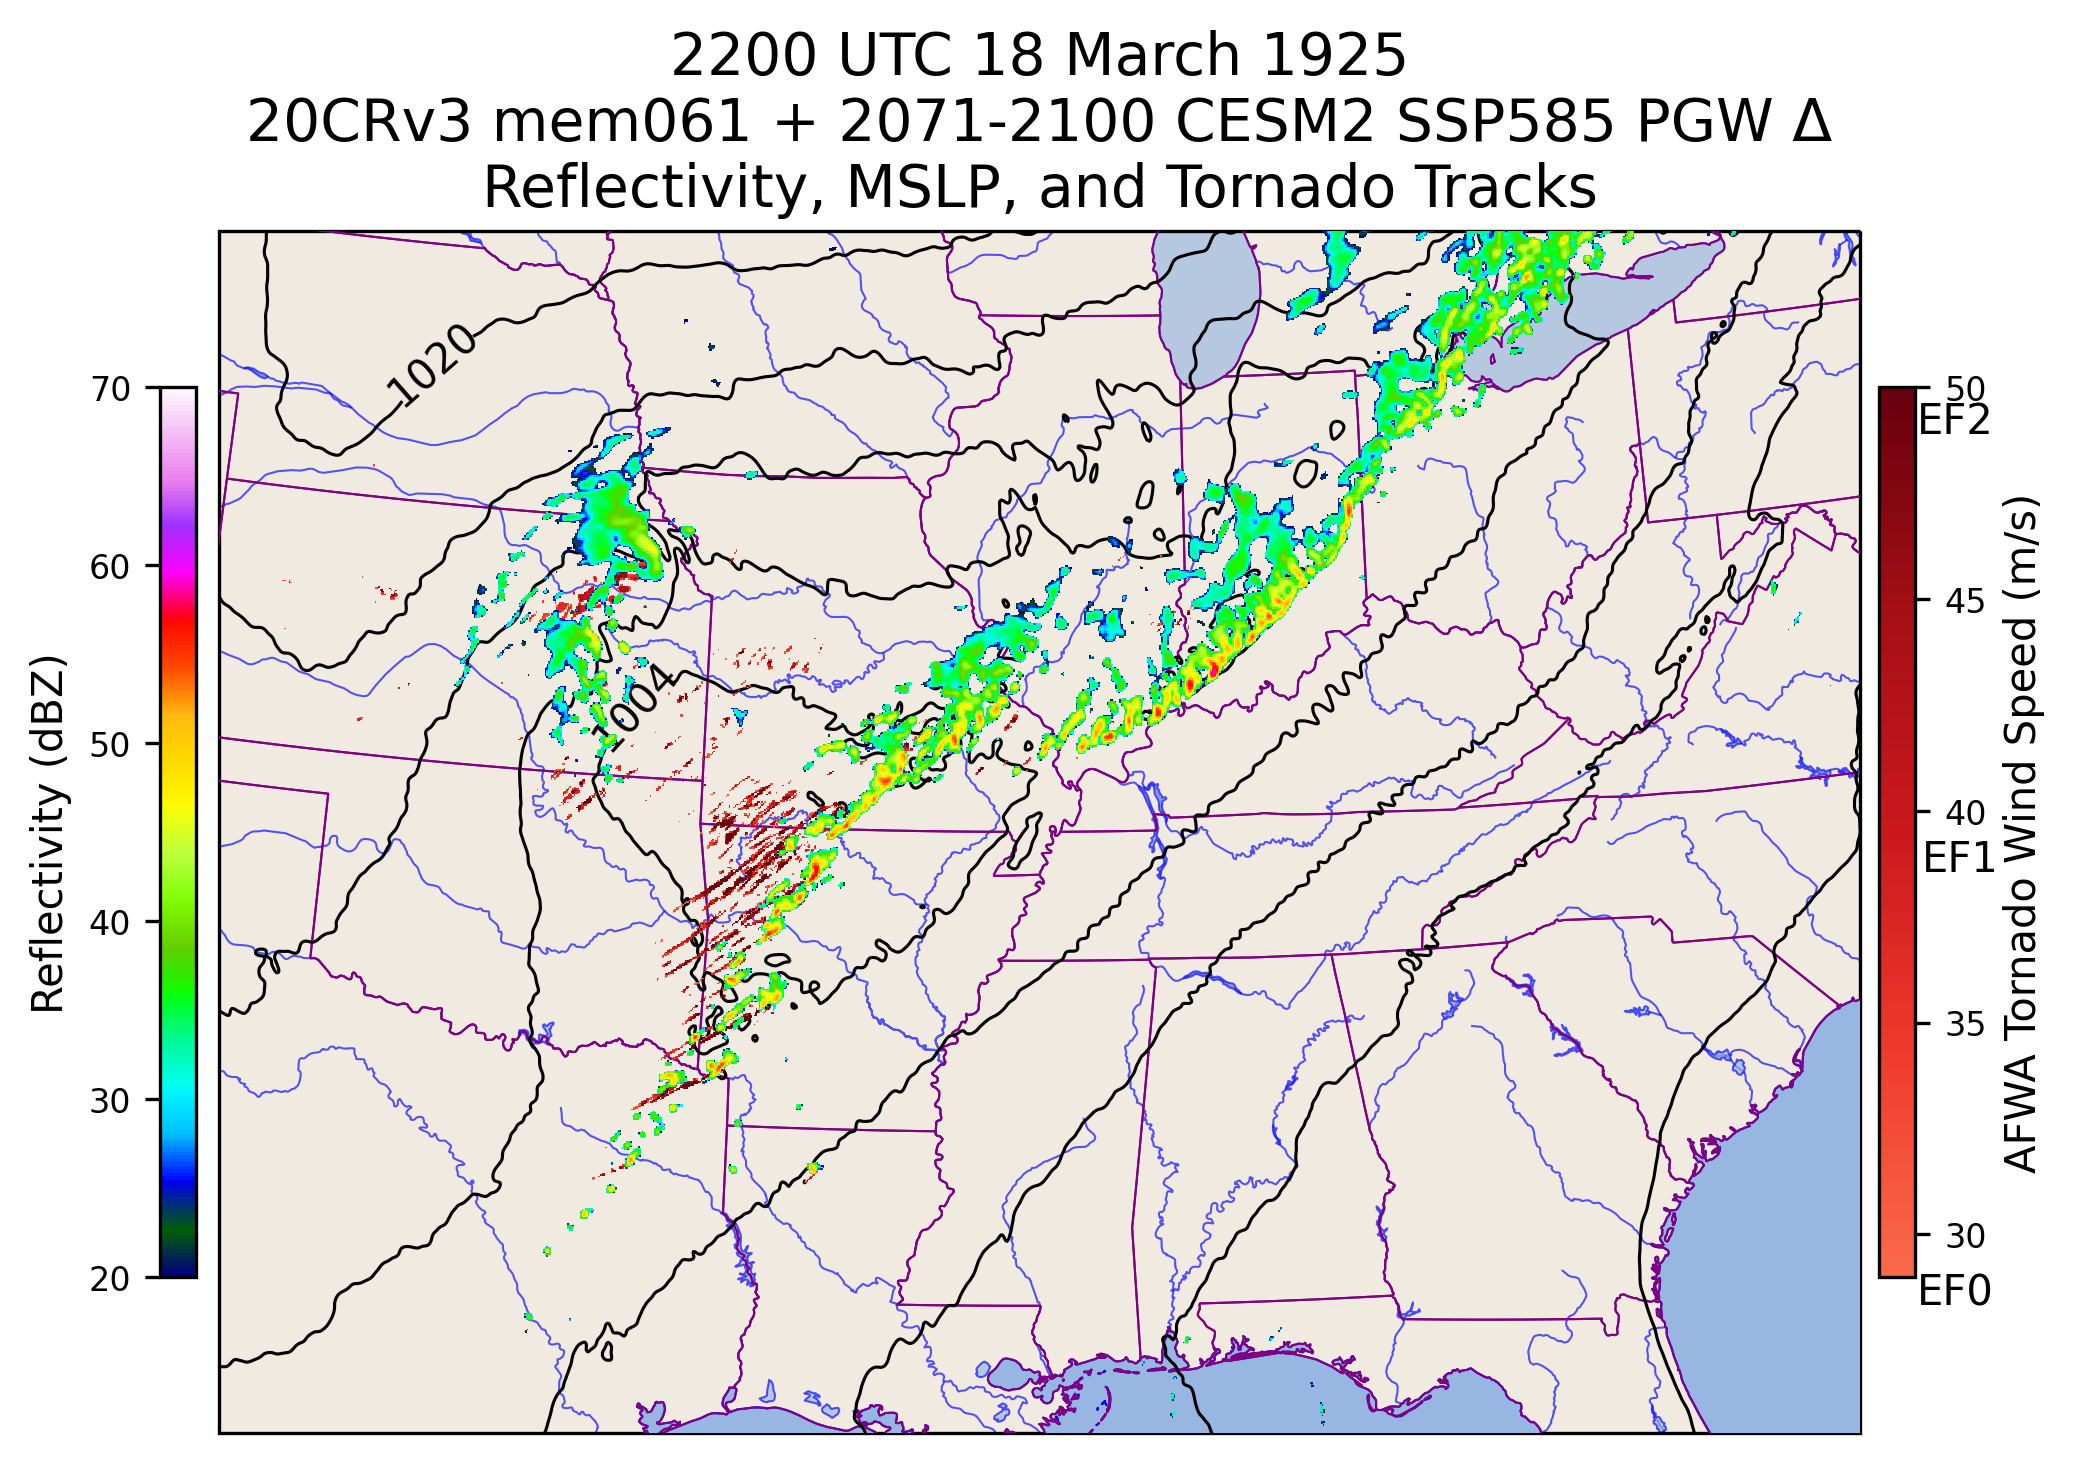 2200 UTC 18 March 1925
20CRv3 mem061 + 2071-2100 CESM2 SSP585 PGW Δ
Reflectivity, MSLP, and Tornado Tracks
1020
1004
70
60
50
40
30
20
Reflectivity (dBZ)
50
EF2
45
40
EF1
35
30
EF0
AFWA Tornado Wind Speed (m/s)